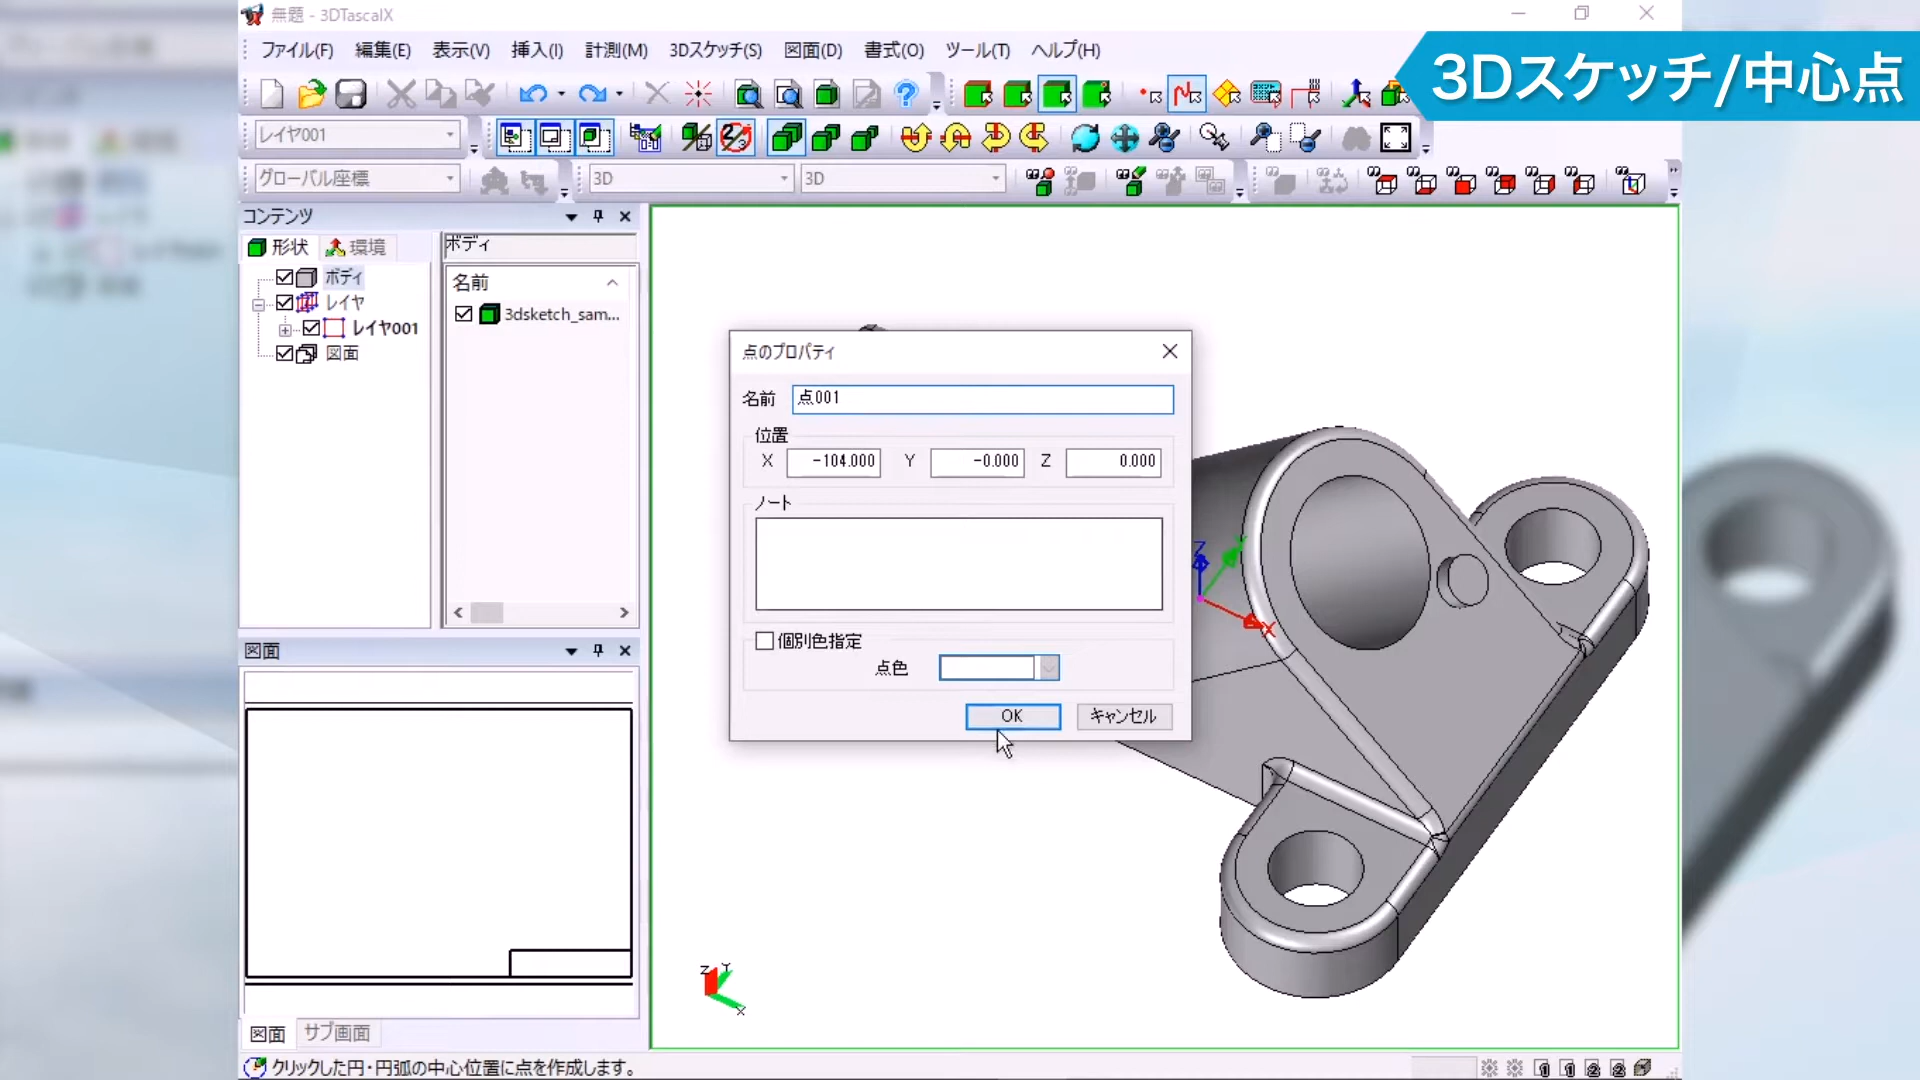 無題 - 3DTascalX
ファイル(F) 編集(E) 表示(V) 挿入(I) 計測(M) 3Dスケッチ(S) 図面(D) 書式(O) ツール(T) ヘルプ(H)
3Dスケッチ/中心点
レイヤ001
グローバル座標 3D 3D
コンテンツ
形状 環境
ボディ
レイヤ
レイヤ001
図面
ボディ
名前
3dsketch_sam...
点のプロパティ
名前 点001
位置
X -104.000 Y -0.000 Z 0.000
ノート
個別色指定
点色
OK キャンセル
Z Y X
図面
Z Y X
図面 サブ画面
クリックした円・円弧の中心位置に点を作成します。